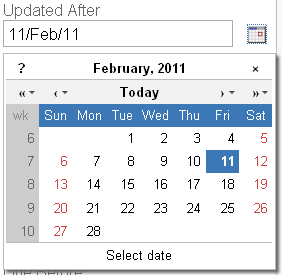 Updated After
11/Feb/11
? February, 2011 ×
« ‹ Today › »
wk Sun Mon Tue Wed Thu Fri Sat
6 1 2 3 4 5
7 6 7 8 9 10 11 12
8 13 14 15 16 17 18 19
9 20 21 22 23 24 25 26
10 27 28
Select date
Due Before